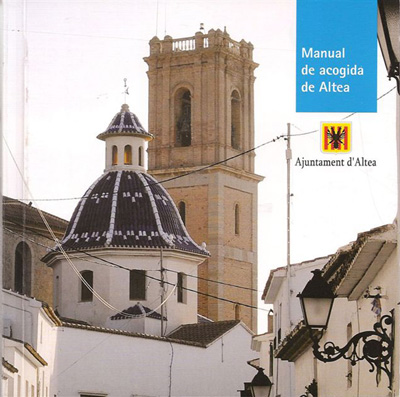 Manual
de acogida
de Altea
Ajuntament d'Altea